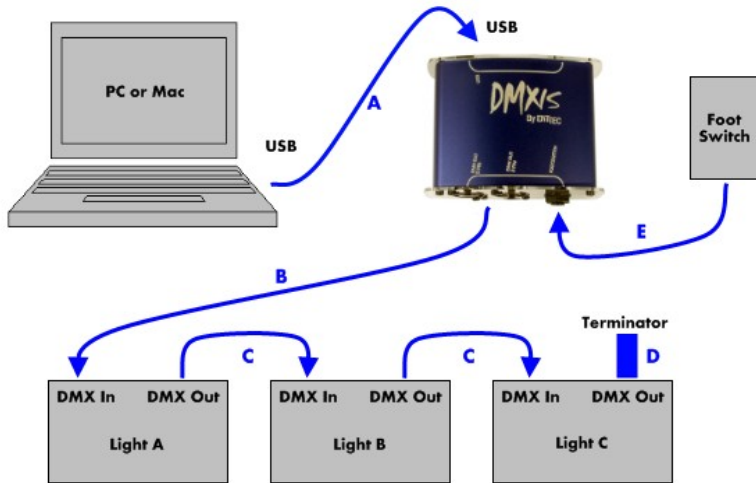 USB
PC or Mac
A
DMXIS
By ENTTEC
Foot
Switch
USB
E
B
Terminator
C
C
D
DMX In
DMX Out
DMX In
DMX Out
DMX In
DMX Out
Light A
Light B
Light C